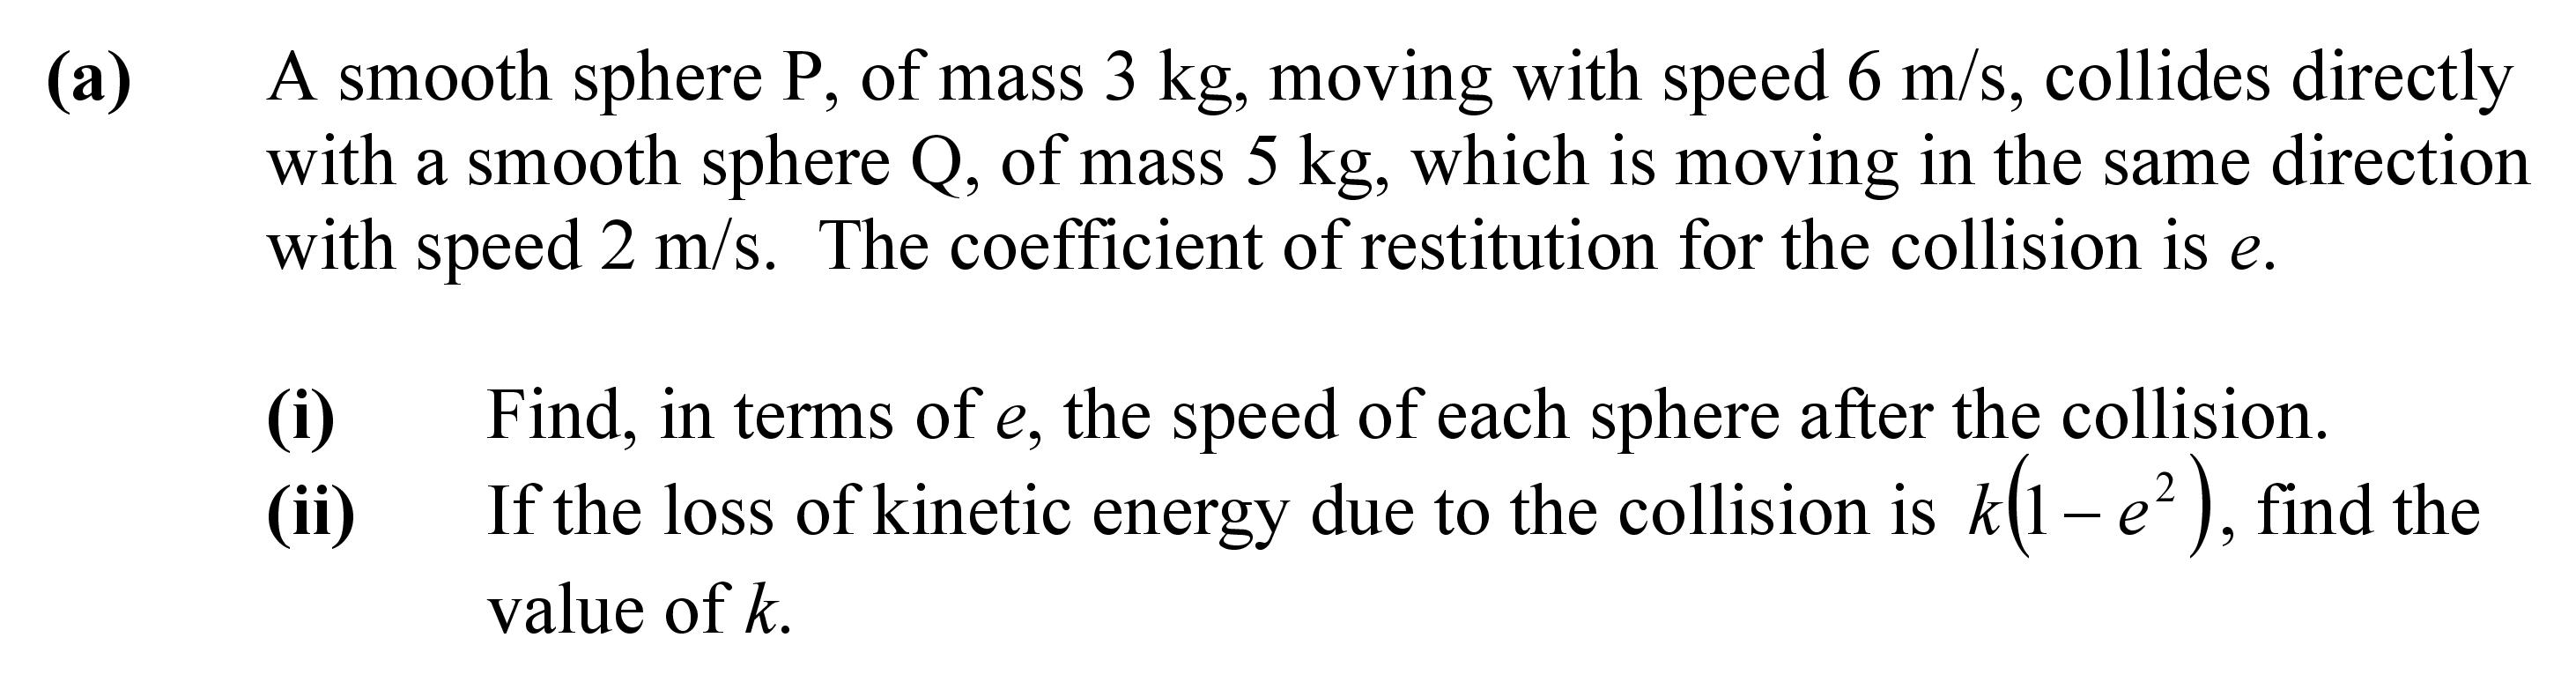 (a) A smooth sphere P, of mass 3 kg, moving with speed 6 m/s, collides directly
with a smooth sphere Q, of mass 5 kg, which is moving in the same direction
with speed 2 m/s. The coefficient of restitution for the collision is e.
(i) Find, in terms of e, the speed of each sphere after the collision.
(ii) If the loss of kinetic energy due to the collision is k(1 − e²), find the
value of k.